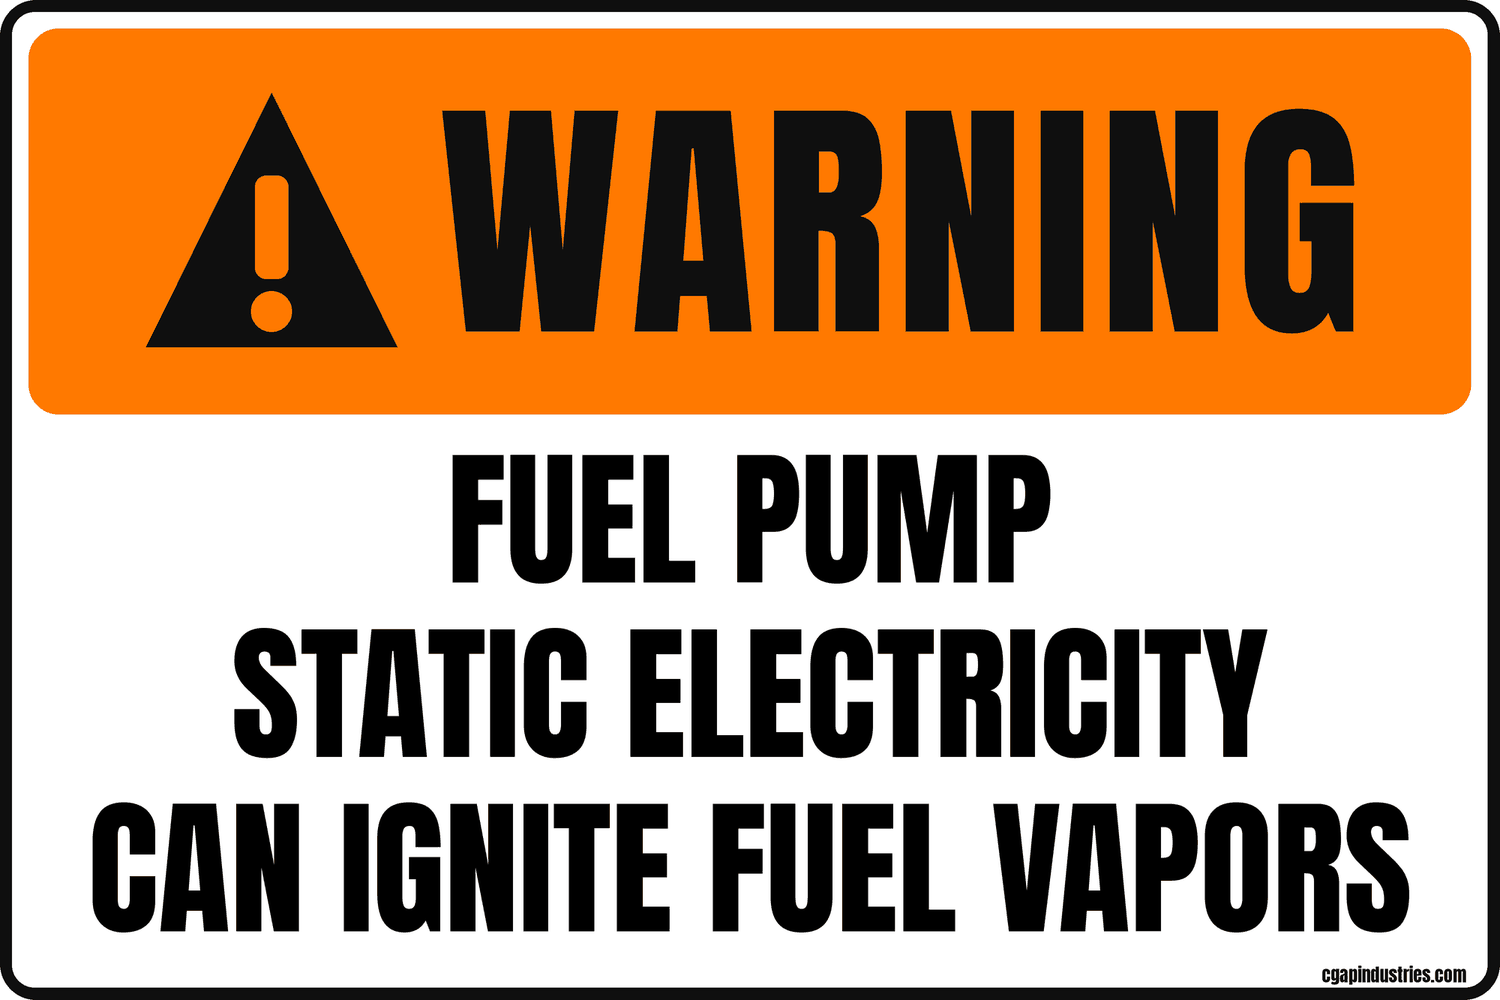 WARNING
FUEL PUMP
STATIC ELECTRICITY
CAN IGNITE FUEL VAPORS
cgapindustries.com